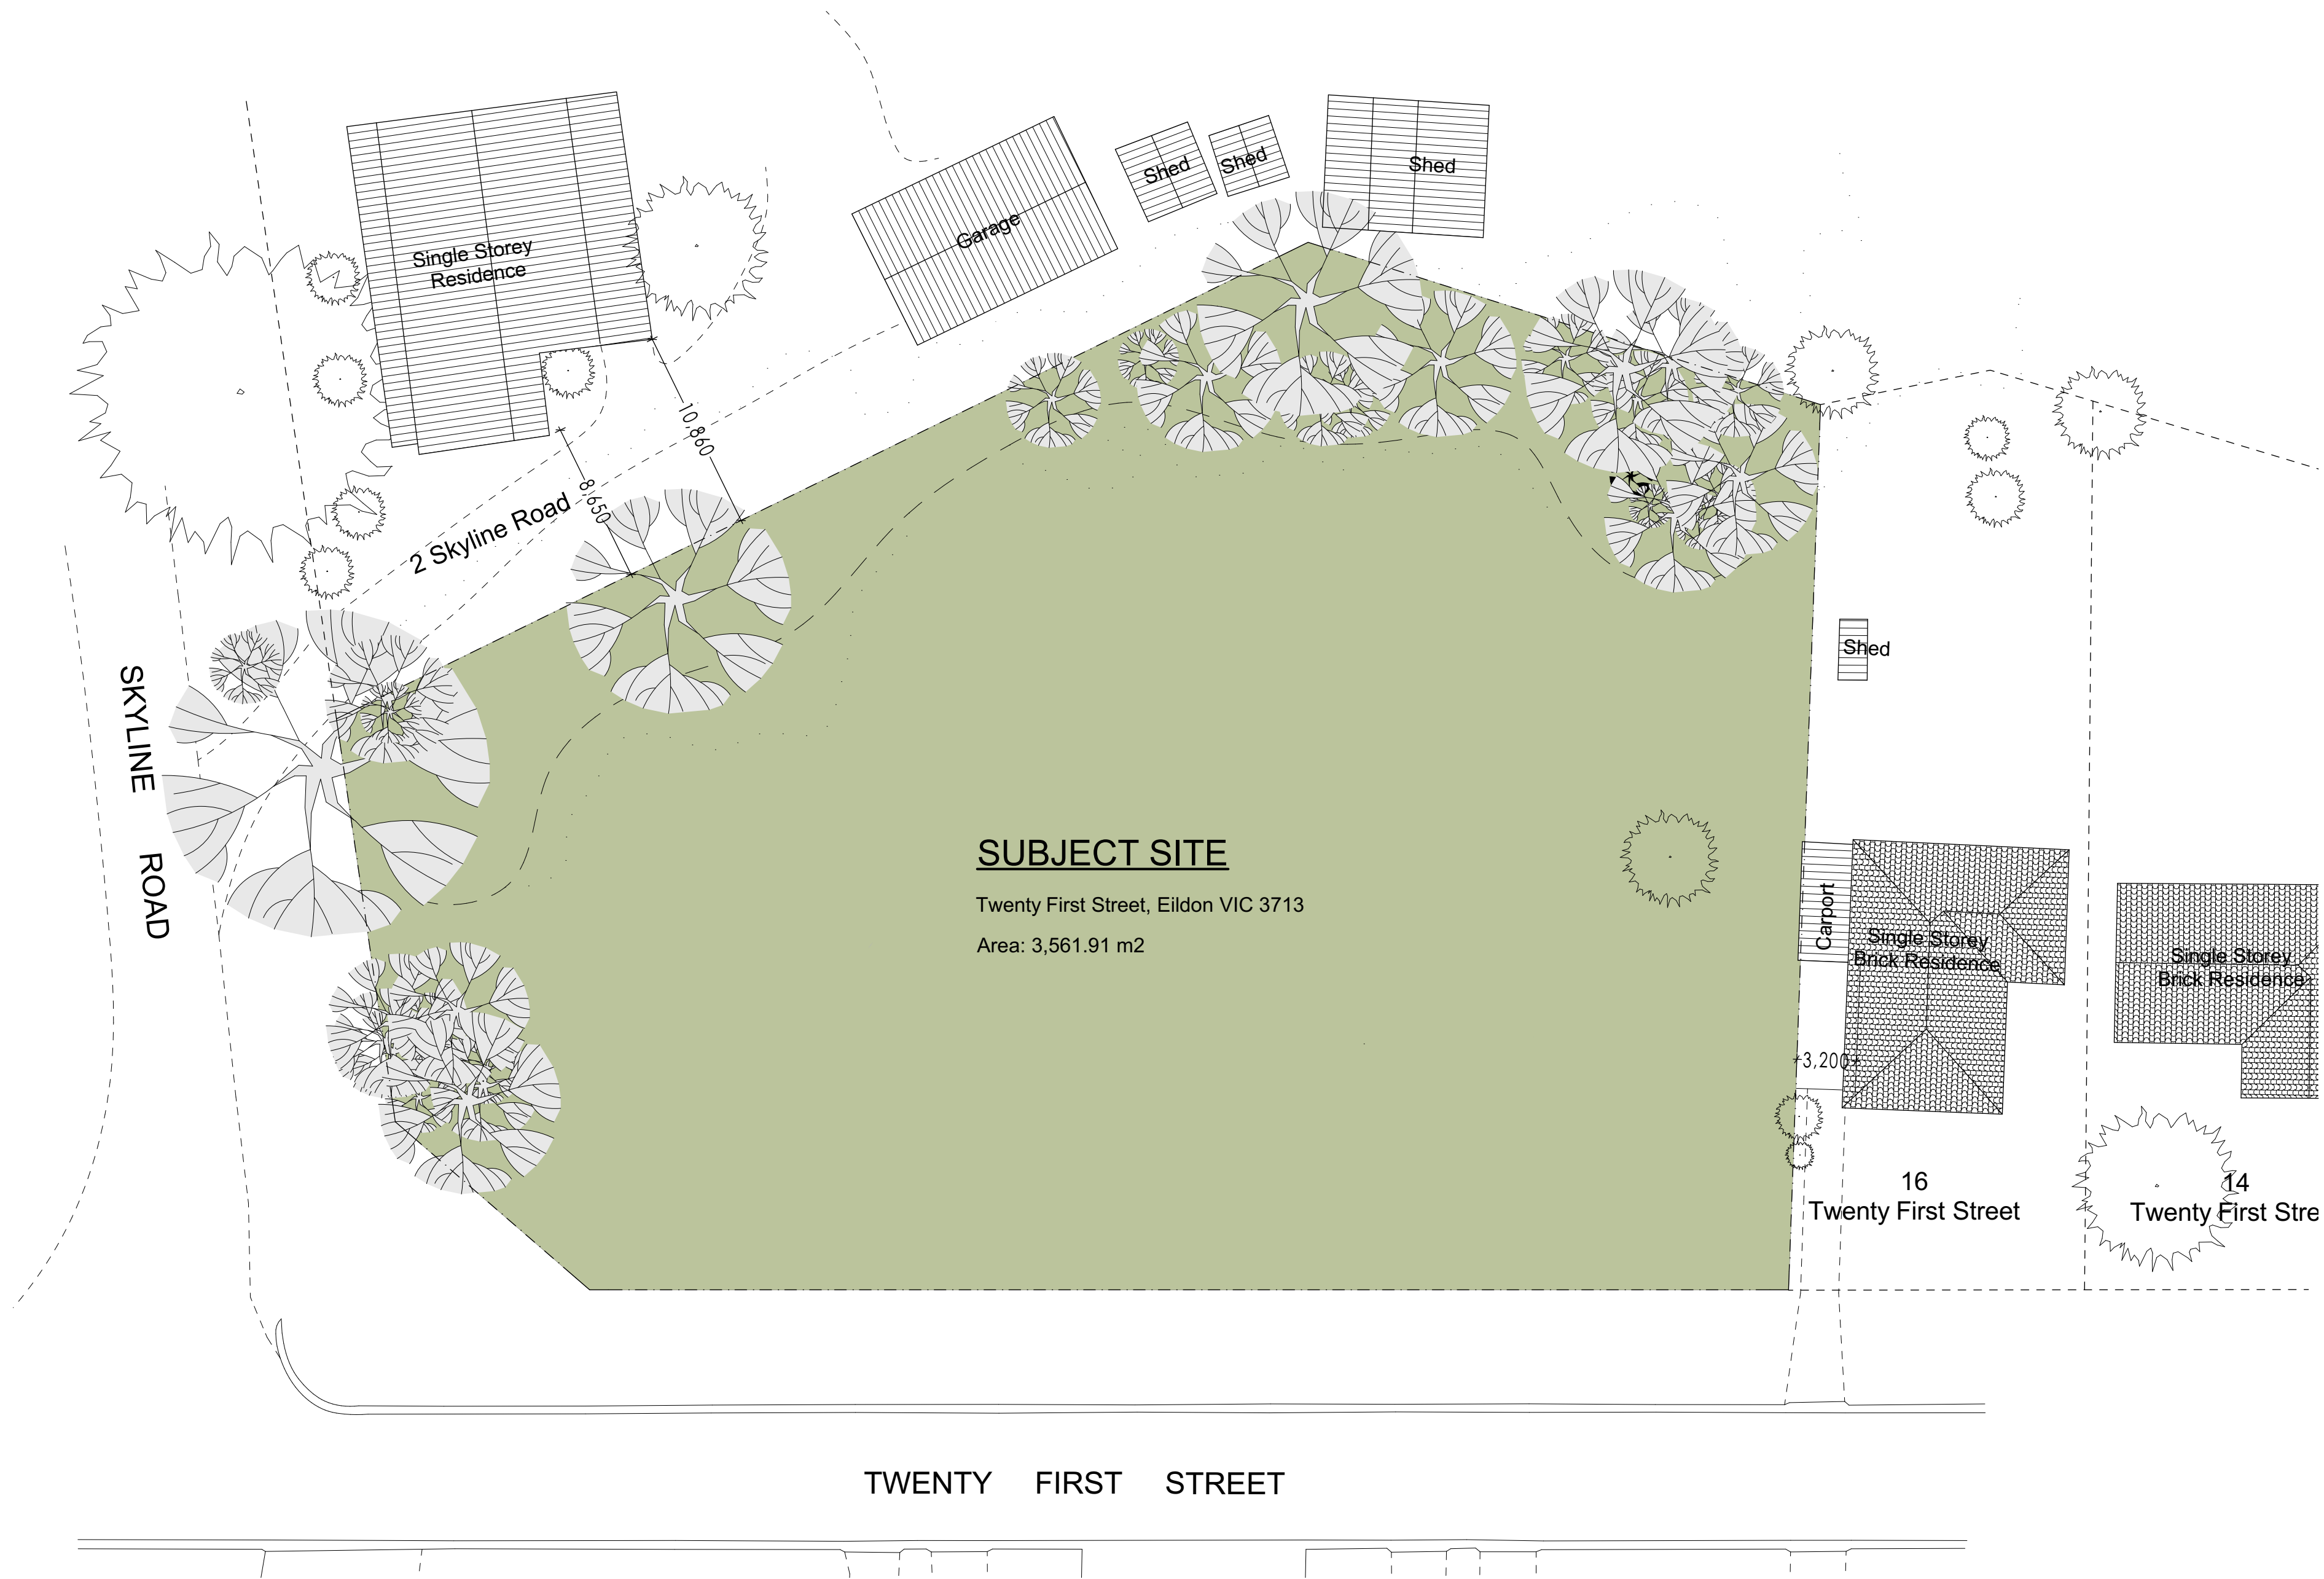 Single Storey
Residence
Garage
Shed
Shed
Shed
10,860
8,650
2 Skyline Road
SKYLINE ROAD
Shed
SUBJECT SITE
Twenty First Street, Eildon VIC 3713
Area: 3,561.91 m2
Carport
Single Storey
Brick Residence
Single Storey
Brick Residence
3,200
16
Twenty First Street
14
Twenty First Stre
TWENTY FIRST STREET